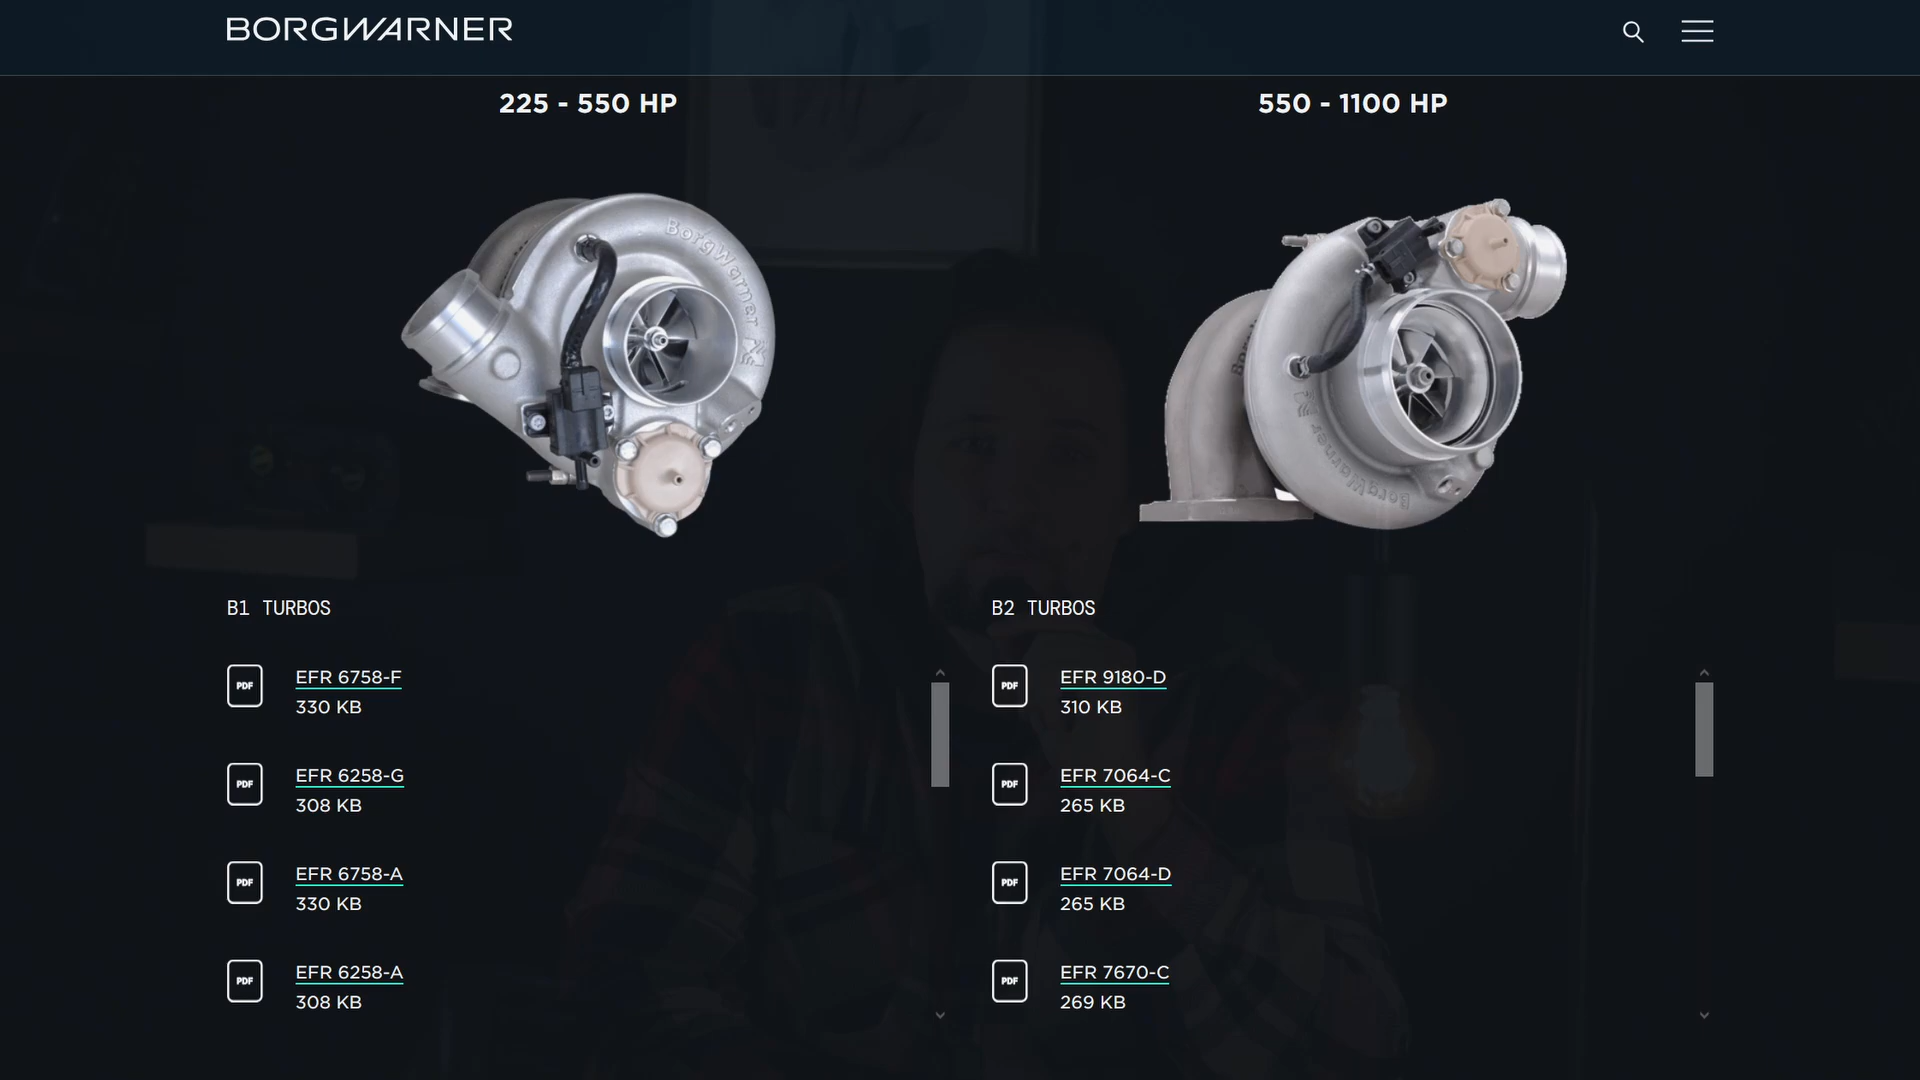 BORGWARNER
225 - 550 HP
550 - 1100 HP
BorgWarner
BorgWarner
B1 TURBOS
PDF
EFR 6758-F
330 KB
PDF
EFR 6258-G
308 KB
PDF
EFR 6758-A
330 KB
PDF
EFR 6258-A
308 KB
B2 TURBOS
PDF
EFR 9180-D
310 KB
PDF
EFR 7064-C
265 KB
PDF
EFR 7064-D
265 KB
PDF
EFR 7670-C
269 KB